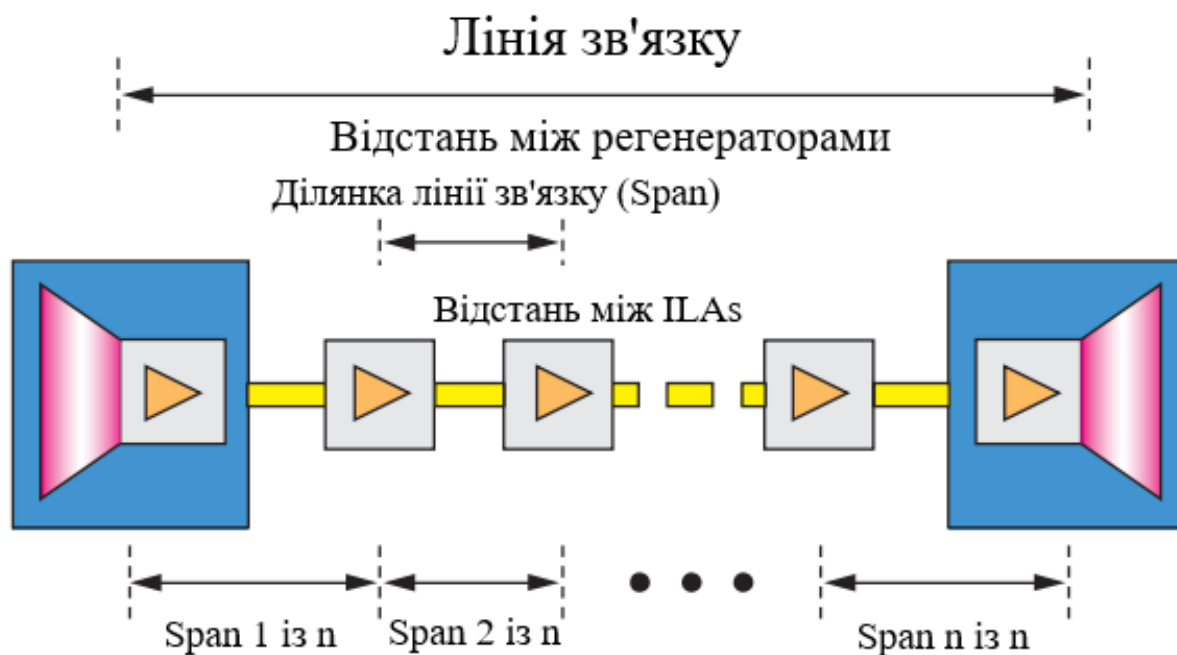 Лінія зв'язку
Відстань між регенераторами
Ділянка лінії зв'язку (Span)
Відстань між ILAs
Span 1 із n
Span 2 із n
Span n із n